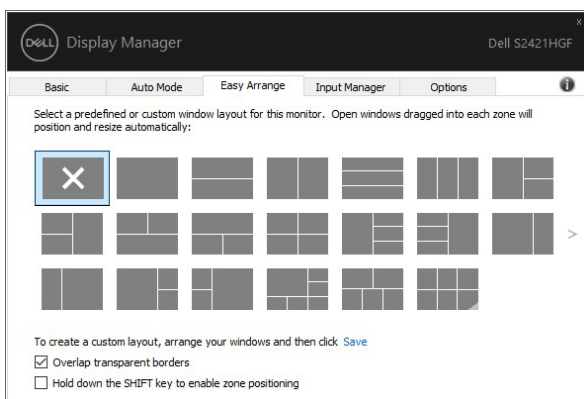 DELL Display Manager Dell S2421HGF
Basic Auto Mode Easy Arrange Input Manager Options
Select a predefined or custom window layout for this monitor. Open windows dragged into each zone will
position and resize automatically:
To create a custom layout, arrange your windows and then click Save
Overlap transparent borders
Hold down the SHIFT key to enable zone positioning